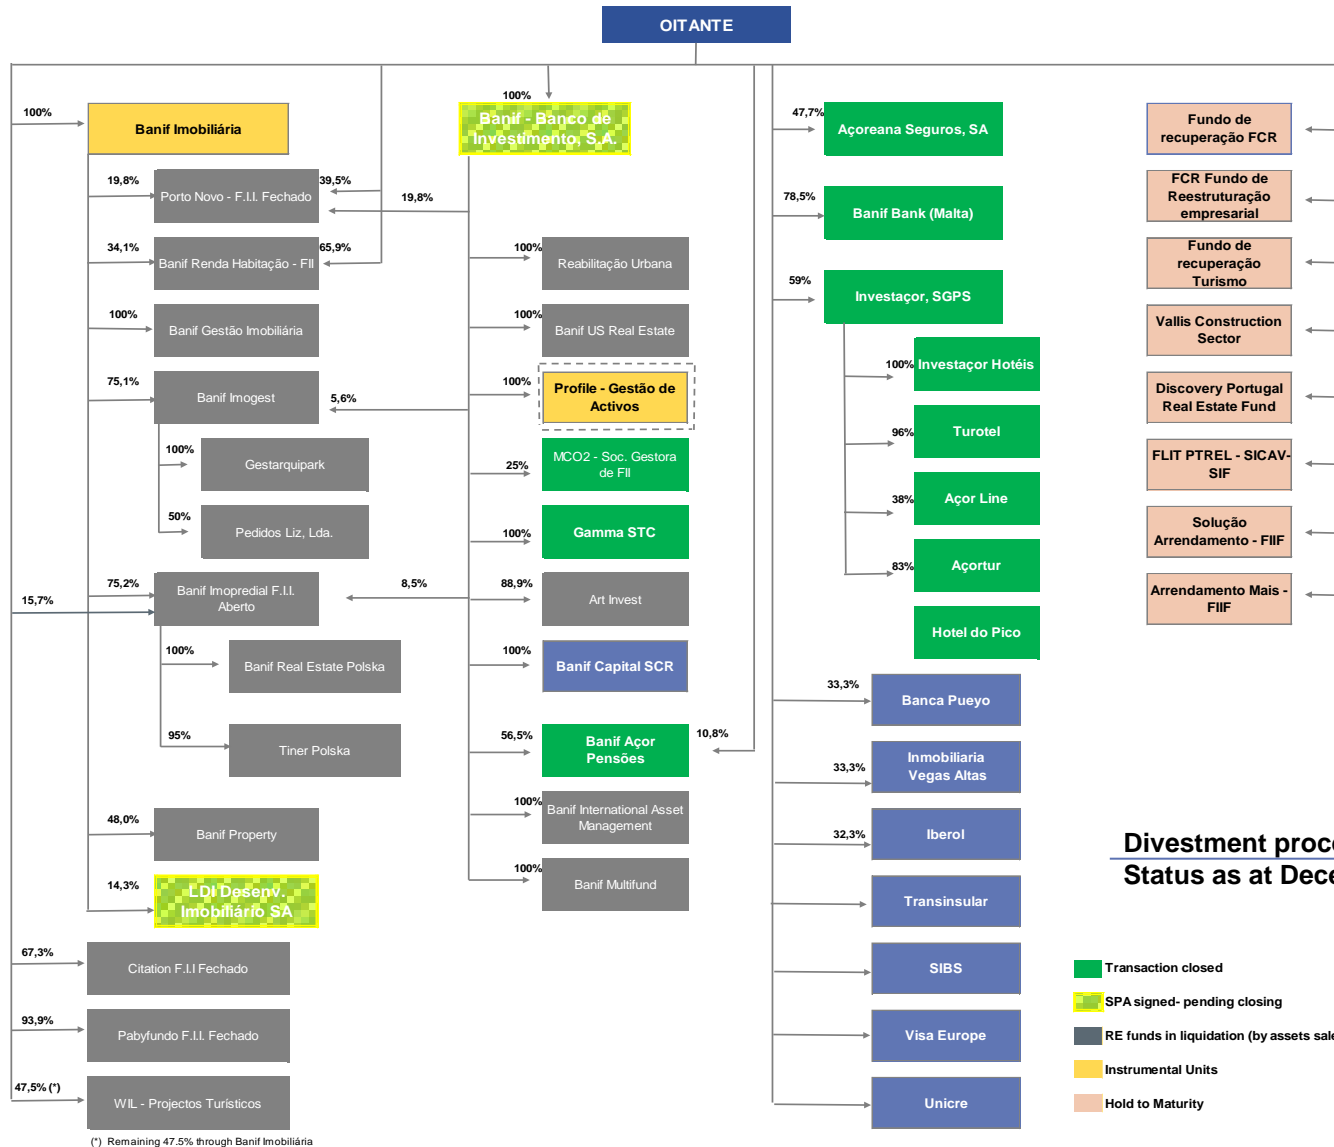 OITANTE
100%
Banif Imobiliária
19,8%
Porto Novo - F.I.I. Fechado
39,5%
34,1%
Banif Renda Habitação - FII
65,9%
100%
Banif Gestão Imobiliária
75,1%
Banif Imogest
5,6%
100%
Gestarquipark
50%
Pedidos Liz, Lda.
75,2%
15,7%
Banif Imopredial F.I.I.
Aberto
8,5%
100%
Banif Real Estate Polska
95%
Tiner Polska
48,0%
Banif Property
14,3%
LDI Desenv.
Imobiliário SA
67,3%
Citation F.I.I Fechado
93,9%
Pabyfundo F.I.I. Fechado
47,5% (*)
WIL - Projectos Turísticos
(*) Remaining 47.5% through Banif Imobiliária
100%
Banif - Banco de
Investimento, S.A.
19,8%
100%
Reabilitação Urbana
100%
Banif US Real Estate
100%
Profile - Gestão de
Activos
25%
MCO2 - Soc. Gestora
de FII
100%
Gamma STC
88,9%
Art Invest
100%
Banif Capital SCR
56,5%
Banif Açor
Pensões
10,8%
100%
Banif International Asset
Management
100%
Banif Multifund
47,7%
Açoreana Seguros, SA
78,5%
Banif Bank (Malta)
59%
Investaçor, SGPS
100%
Investaçor Hotéis
96%
Turotel
38%
Açor Line
83%
Açortur
Hotel do Pico
33,3%
Banca Pueyo
33,3%
Inmobiliaria
Vegas Altas
32,3%
Iberol
Transinsular
SIBS
Visa Europe
Unicre
Fundo de
recuperação FCR
FCR Fundo de
Reestruturação
empresarial
Fundo de
recuperação
Turismo
Vallis Construction
Sector
Discovery Portugal
Real Estate Fund
FLIT PTREL - SICAV-
SIF
Solução
Arrendamento - FIIF
Arrendamento Mais -
FIIF
Divestment proce
Status as at Dece
Transaction closed
SPA signed- pending closing
RE funds in liquidation (by assets sale
Instrumental Units
Hold to Maturity